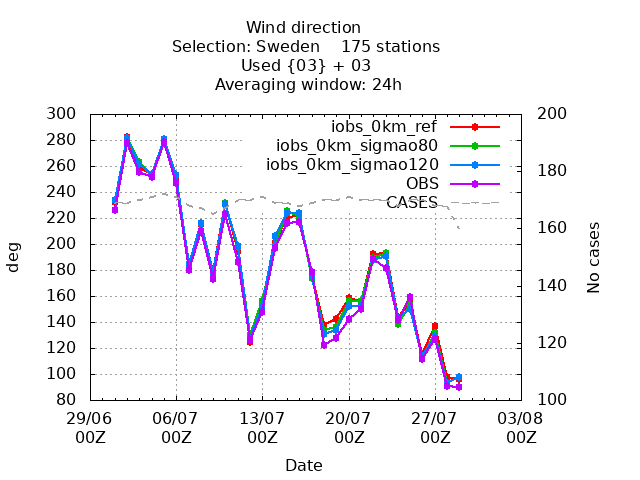 Wind direction
Selection: Sweden    175 stations
Used {03} + 03
Averaging window: 24h
300 200
iobs_0km_ref
280
iobs_0km_sigmao80
260 180
iobs_0km_sigmao120
240
OBS
220
CASES
200 160
180
160 140
140
120 120
100
80 100
deg
No cases
29/06 06/07 13/07 20/07 27/07 03/08
00Z 00Z 00Z 00Z 00Z 00Z
Date